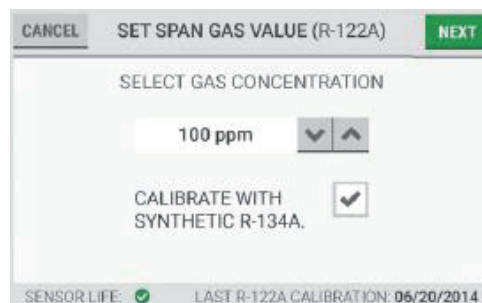 CANCEL SET SPAN GAS VALUE (R-122A) NEXT
SELECT GAS CONCENTRATION
100 ppm
CALIBRATE WITH
SYNTHETIC R-134A.
SENSOR LIFE: LAST R-122A CALIBRATION: 06/20/2014